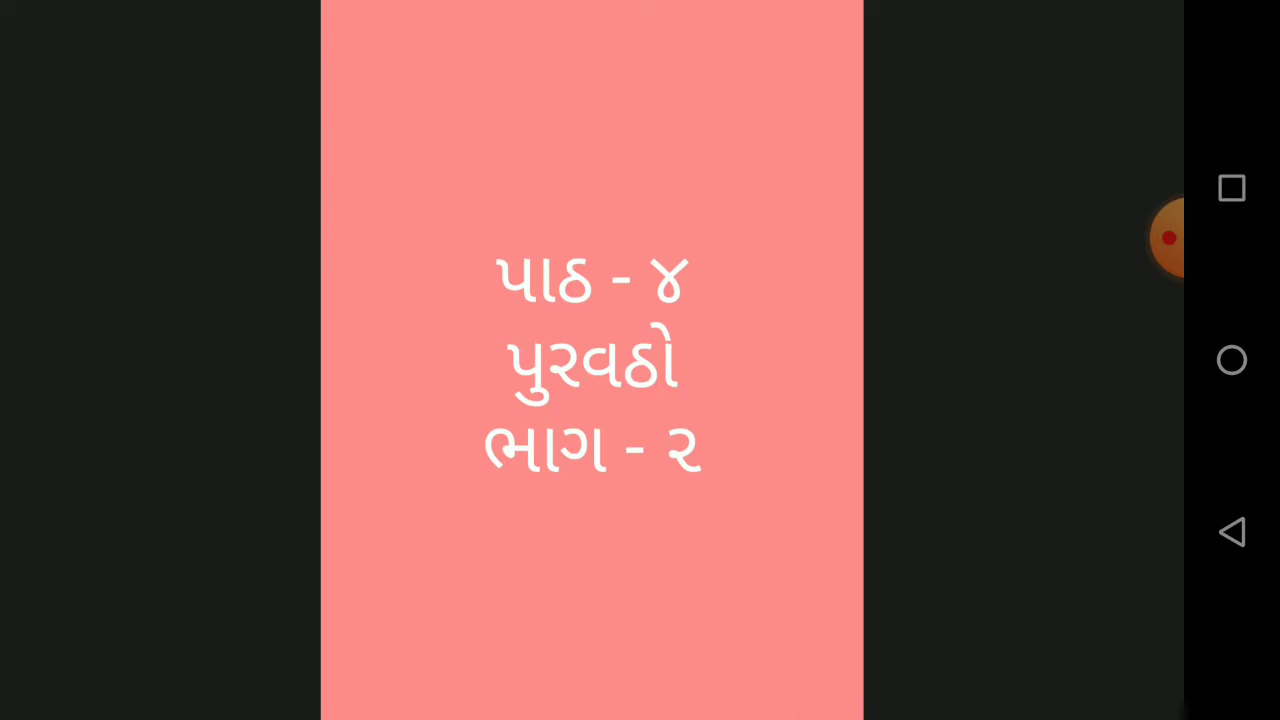 પાઠ - ૪
પુરવઠો
ભાગ - ૨